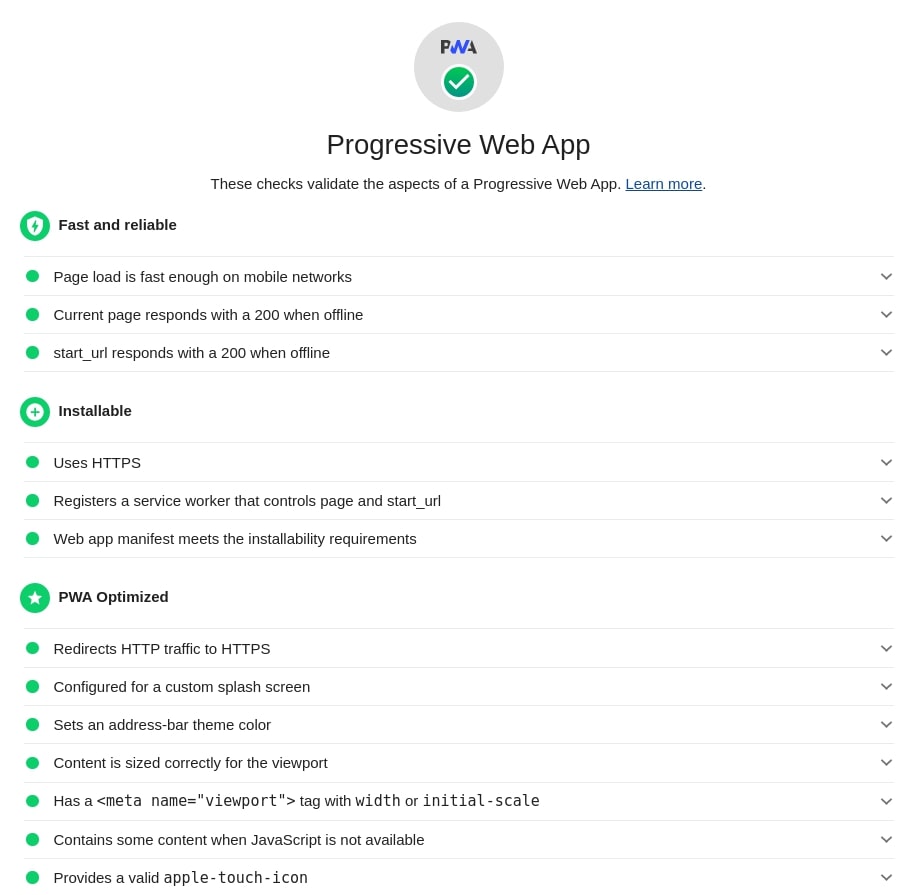 PWA
Progressive Web App
These checks validate the aspects of a Progressive Web App. Learn more.
Fast and reliable
Page load is fast enough on mobile networks
Current page responds with a 200 when offline
start_url responds with a 200 when offline
Installable
Uses HTTPS
Registers a service worker that controls page and start_url
Web app manifest meets the installability requirements
PWA Optimized
Redirects HTTP traffic to HTTPS
Configured for a custom splash screen
Sets an address-bar theme color
Content is sized correctly for the viewport
Has a <meta name="viewport"> tag with width or initial-scale
Contains some content when JavaScript is not available
Provides a valid apple-touch-icon